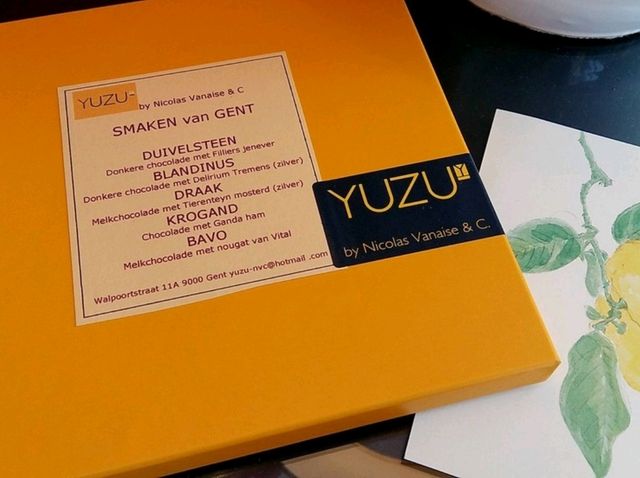 YUZU-
by Nicolas Vanaise & C
SMAKEN van GENT
DUIVELSTEEN
Donkere chocolade met Filliers jenever
BLANDINUS
Donkere chocolade met Delirium Tremens (zilver)
DRAAK
Melkchocolade met Tierenteyn mosterd (zilver)
KROGAND
Chocolade met Ganda ham
BAVO
Melkchocolade met nougat van Vital
Walpoortstraat 11A 9000 Gent yuzu-nvc@hotmail .com
YUZU
by Nicolas Vanaise & C.